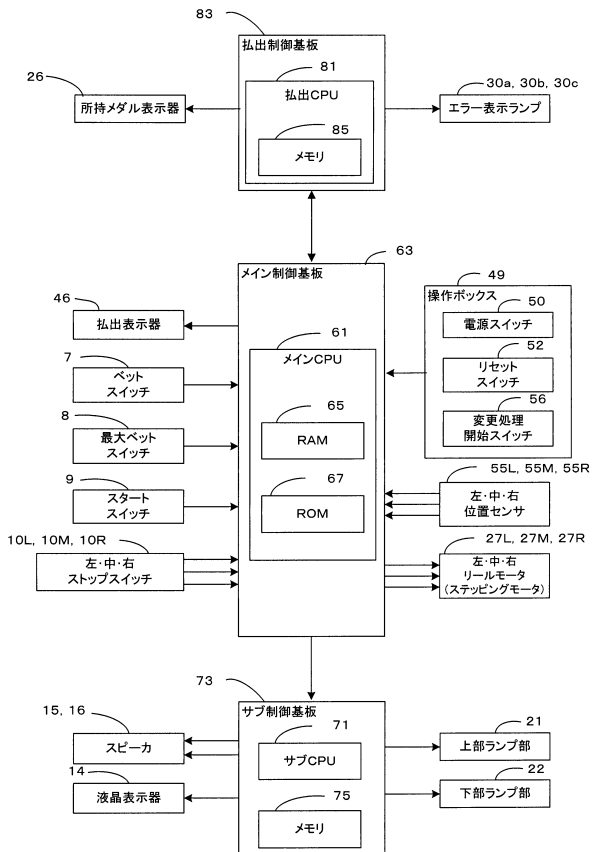 83
払出制御基板
26
所持メダル表示器
81
払出CPU
85
メモリ
30a, 30b, 30c
エラー表示ランプ
63
メイン制御基板
46
払出表示器
7
ベット
スイッチ
8
最大ベット
スイッチ
9
スタート
スイッチ
10L, 10M, 10R
左・中・右
ストップスイッチ
61
メインCPU
65
RAM
67
ROM
49
操作ボックス
50
電源スイッチ
52
リセット
スイッチ
56
変更処理
開始スイッチ
55L, 55M, 55R
左・中・右
位置センサ
27L, 27M, 27R
左・中・右
リールモータ
(ステッピングモータ)
73
サブ制御基板
15, 16
スピーカ
14
液晶表示器
71
サブCPU
75
メモリ
21
上部ランプ部
22
下部ランプ部